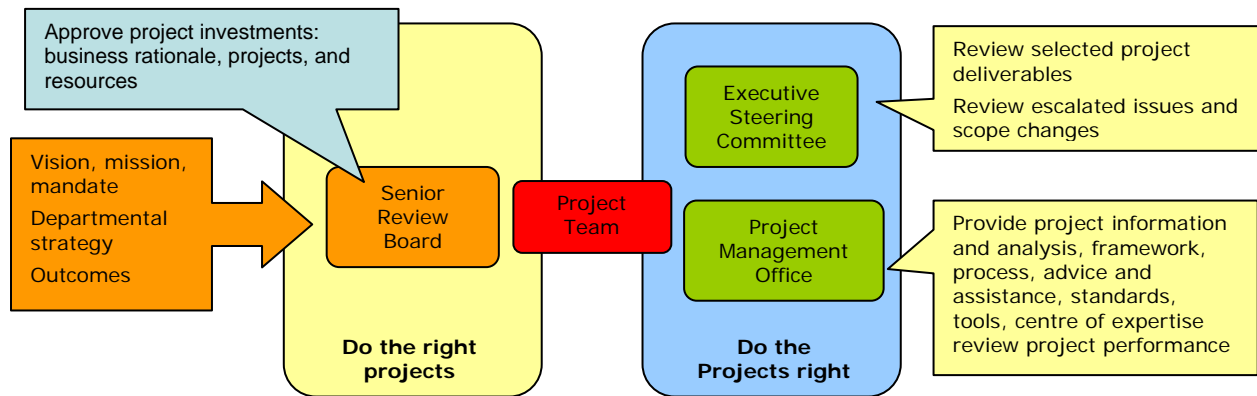 Approve project investments:
business rationale, projects, and
resources
Vision, mission,
mandate
Departmental
strategy
Outcomes
Senior
Review
Board
Do the right
projects
Project
Team
Executive
Steering
Committee
Project
Management
Office
Do the
Projects right
Review selected project
deliverables
Review escalated issues and
scope changes
Provide project information
and analysis, framework,
process, advice and
assistance, standards,
tools, centre of expertise
review project performance